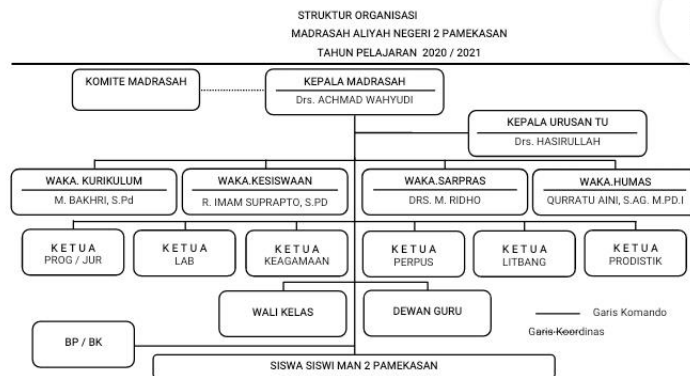 STRUKTUR ORGANISASI
MADRASAH ALIYAH NEGERI 2 PAMEKASAN
TAHUN PELAJARAN 2020 / 2021
KOMITE MADRASAH
KEPALA MADRASAH
Drs. ACHMAD WAHYUDI
KEPALA URUSAN TU
Drs. HASIRULLAH
WAKA. KURIKULUM
M. BAKHRI, S.Pd
WAKA.KESISWAAN
R. IMAM SUPRAPTO, S.PD
WAKA.SARPRAS
DRS. M. RIDHO
WAKA.HUMAS
QURRATU AINI, S.AG. M.PD.I
KETUA
PROG / JUR
KETUA
LAB
KETUA
KEAGAMAAN
KETUA
PERPUS
KETUA
LITBANG
KETUA
PRODISTIK
WALI KELAS
DEWAN GURU
Garis Komando
Garis Koordinas
BP / BK
SISWA SISWI MAN 2 PAMEKASAN